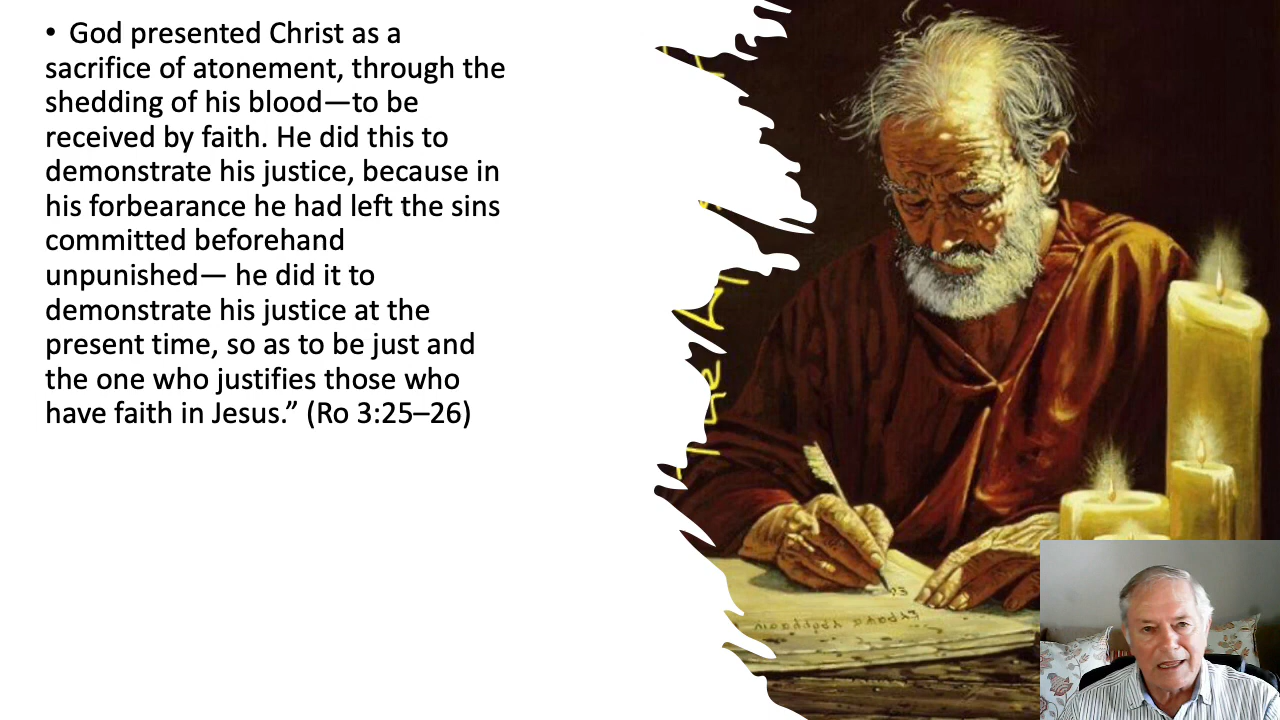 • God presented Christ as a
sacrifice of atonement, through the
shedding of his blood—to be
received by faith. He did this to
demonstrate his justice, because in
his forbearance he had left the sins
committed beforehand
unpunished— he did it to
demonstrate his justice at the
present time, so as to be just and
the one who justifies those who
have faith in Jesus.” (Ro 3:25–26)